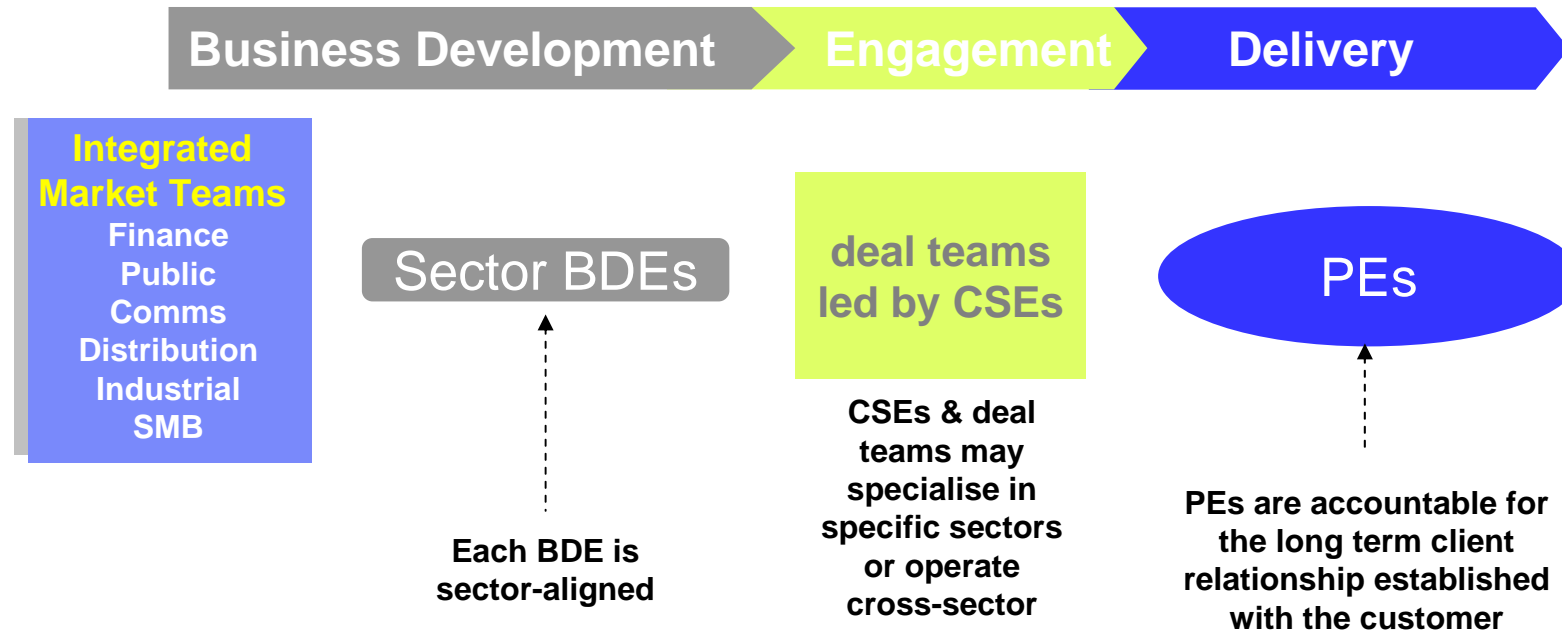 Business Development
Engagement
Delivery
Integrated
Market Teams
Finance
Public
Comms
Distribution
Industrial
SMB
Sector BDEs
Each BDE is
sector-aligned
deal teams
led by CSEs
CSEs & deal
teams may
specialise in
specific sectors
or operate
cross-sector
PEs
PEs are accountable for
the long term client
relationship established
with the customer